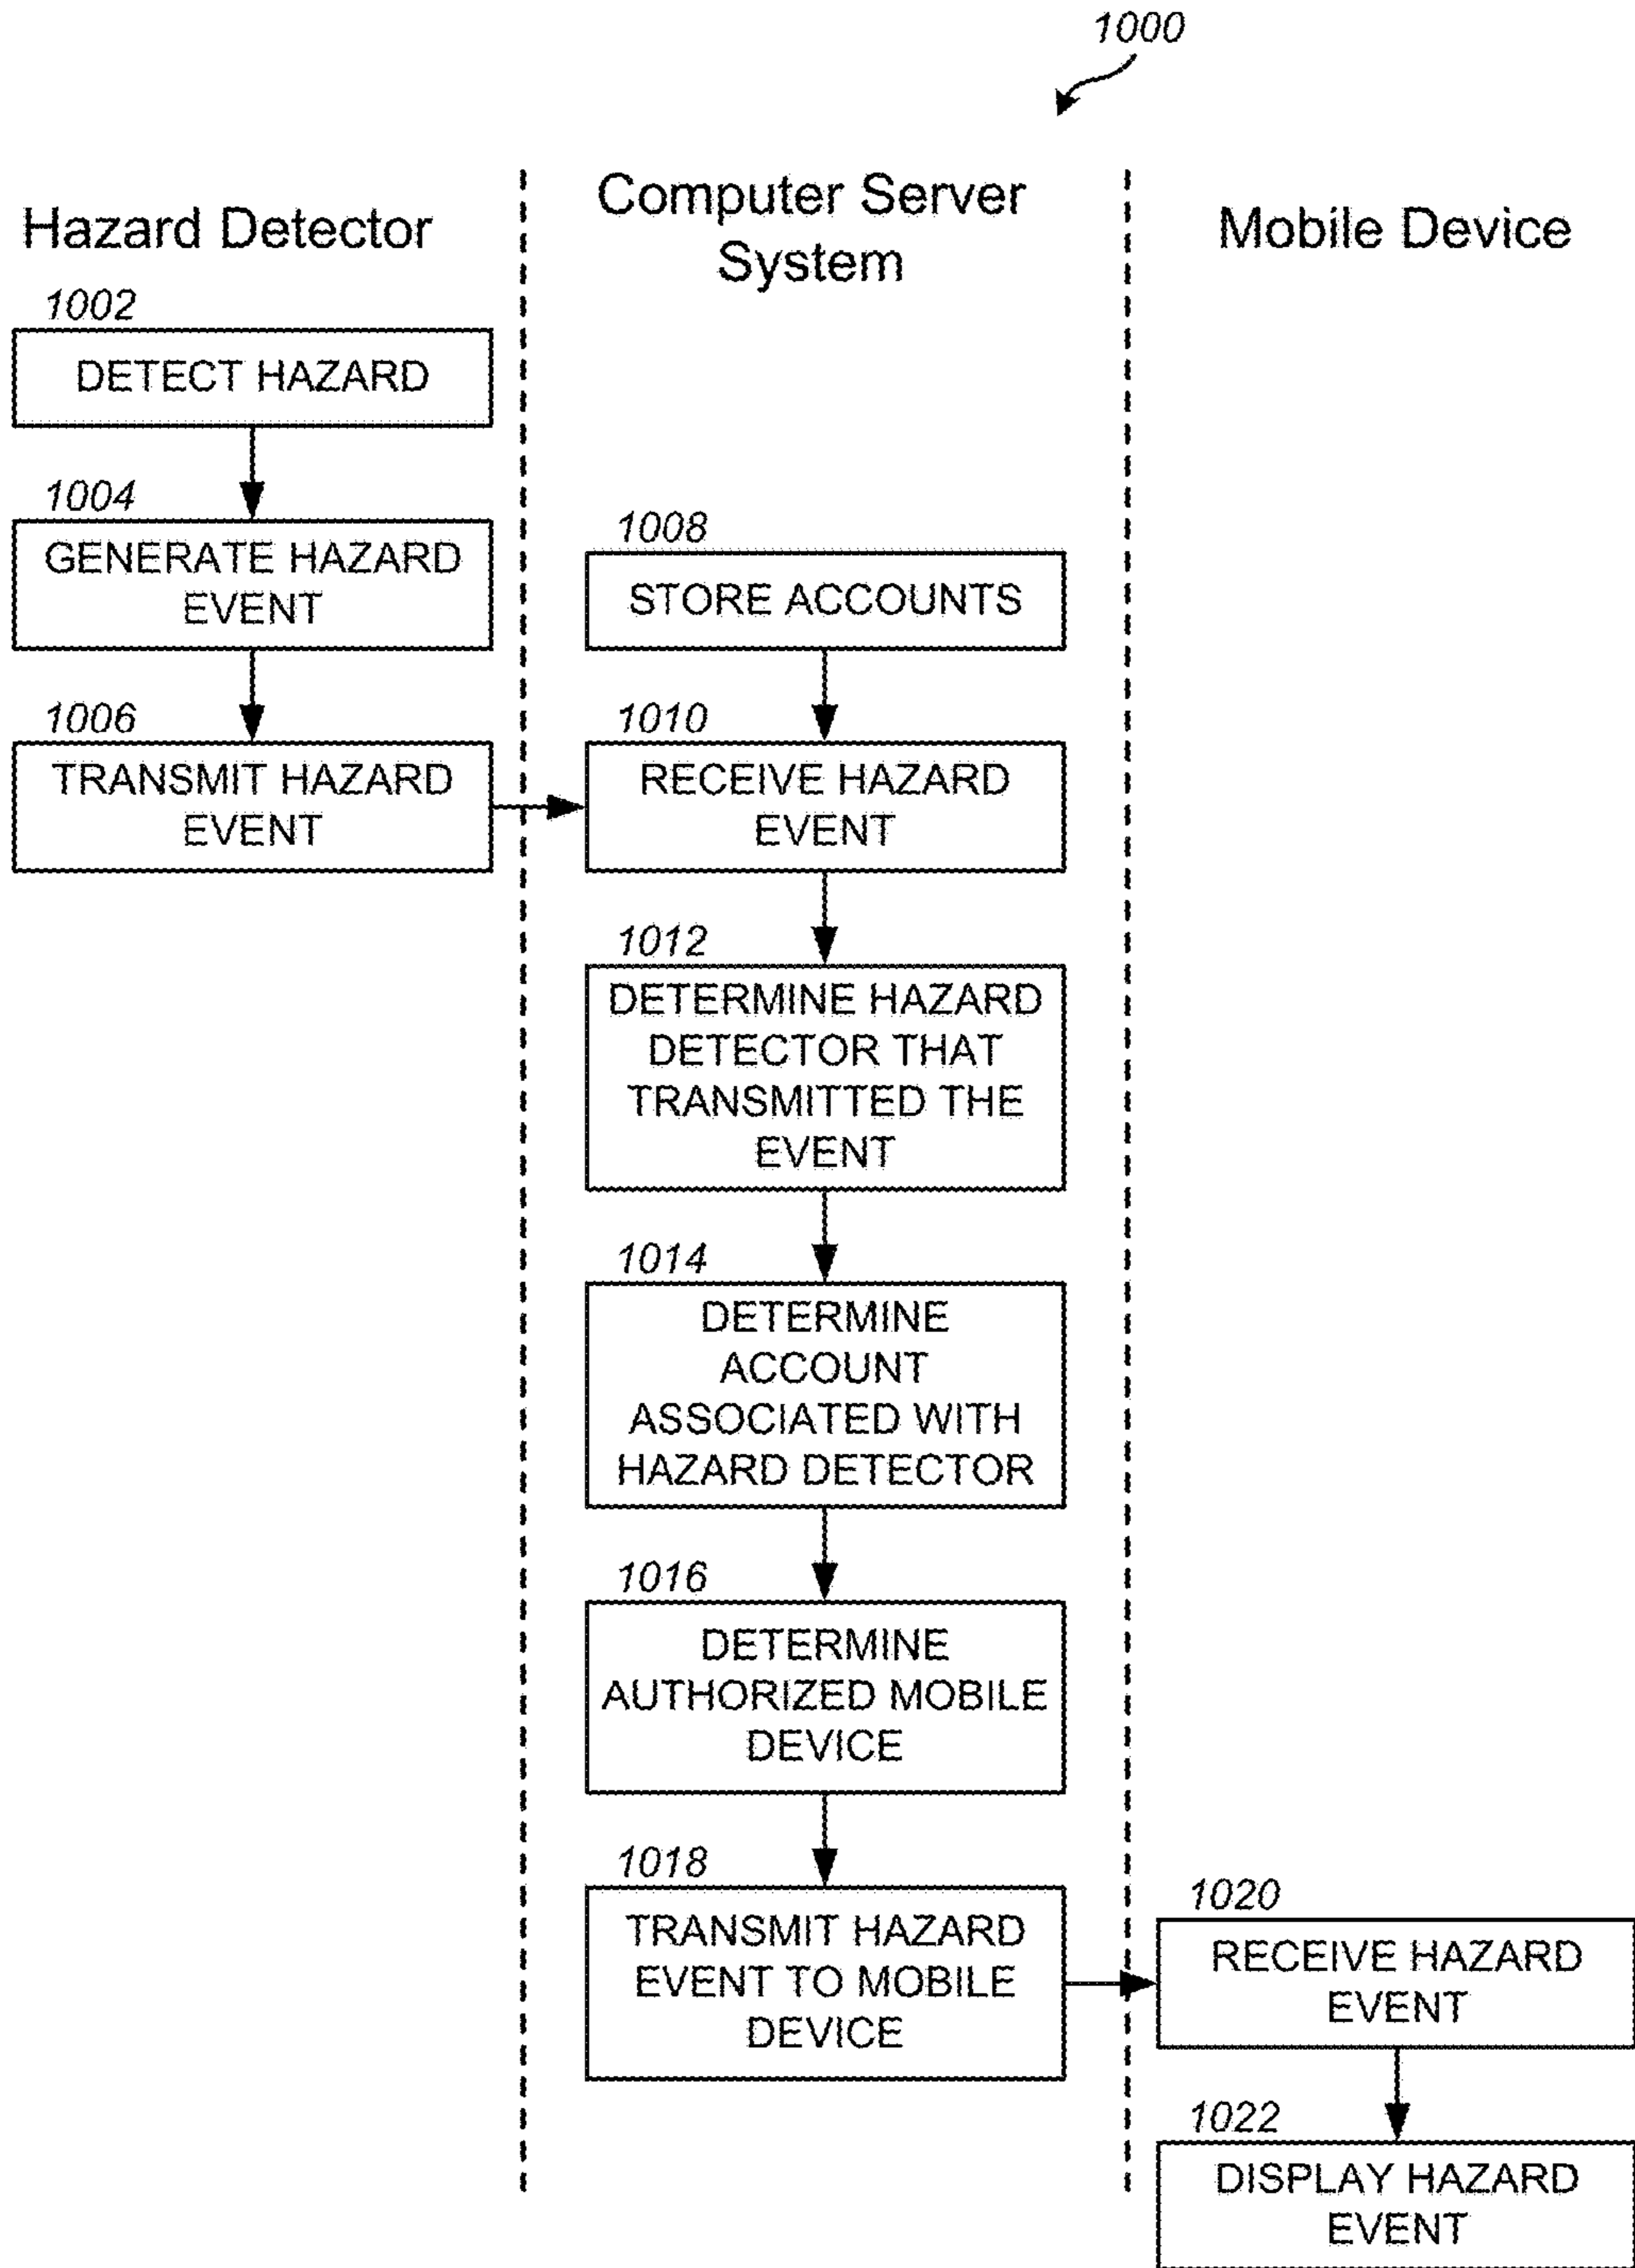 1000
Hazard Detector
Computer Server
System
Mobile Device
1002
DETECT HAZARD
1004
GENERATE HAZARD
EVENT
1006
TRANSMIT HAZARD
EVENT
1008
STORE ACCOUNTS
1010
RECEIVE HAZARD
EVENT
1012
DETERMINE HAZARD
DETECTOR THAT
TRANSMITTED THE
EVENT
1014
DETERMINE
ACCOUNT
ASSOCIATED WITH
HAZARD DETECTOR
1016
DETERMINE
AUTHORIZED MOBILE
DEVICE
1018
TRANSMIT HAZARD
EVENT TO MOBILE
DEVICE
1020
RECEIVE HAZARD
EVENT
1022
DISPLAY HAZARD
EVENT